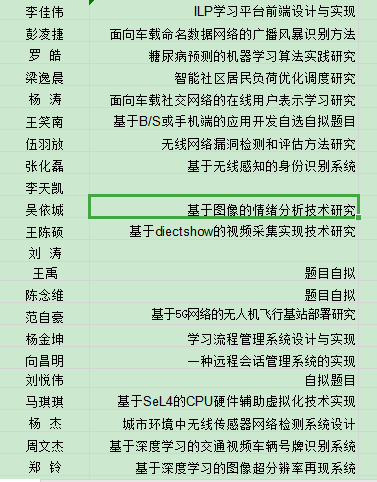 李佳伟 ILP学习平台前端设计与实现
彭凌捷 面向车载命名数据网络的广播风暴识别方法
罗 皓 糖尿病预测的机器学习算法实践研究
梁逸晨 智能社区居民负荷优化调度研究
杨 涛 面向车载社交网络的在线用户表示学习研究
王笑南 基于B/S或手机端的应用开发自选自拟题目
伍羽放 无线网络漏洞检测和评估方法研究
张化磊 基于无线感知的身份识别系统
李天凯
吴依城 基于图像的情绪分析技术研究
王陈硕 基于diectshow的视频采集实现技术研究
刘 涛
王禹 题目自拟
陈念维 题目自拟
范自豪 基于5G网络的无人机飞行基站部署研究
杨金坤 学习流程管理系统设计与实现
向昌明 一种远程会话管理系统的实现
刘悦伟 自拟题目
马琪琪 基于SeL4的CPU硬件辅助虚拟化技术实现
杨 杰 城市环境中无线传感器网络检测系统设计
周文杰 基于深度学习的交通视频车辆号牌识别系统
郑 铃 基于深度学习的图像超分辨率再现系统